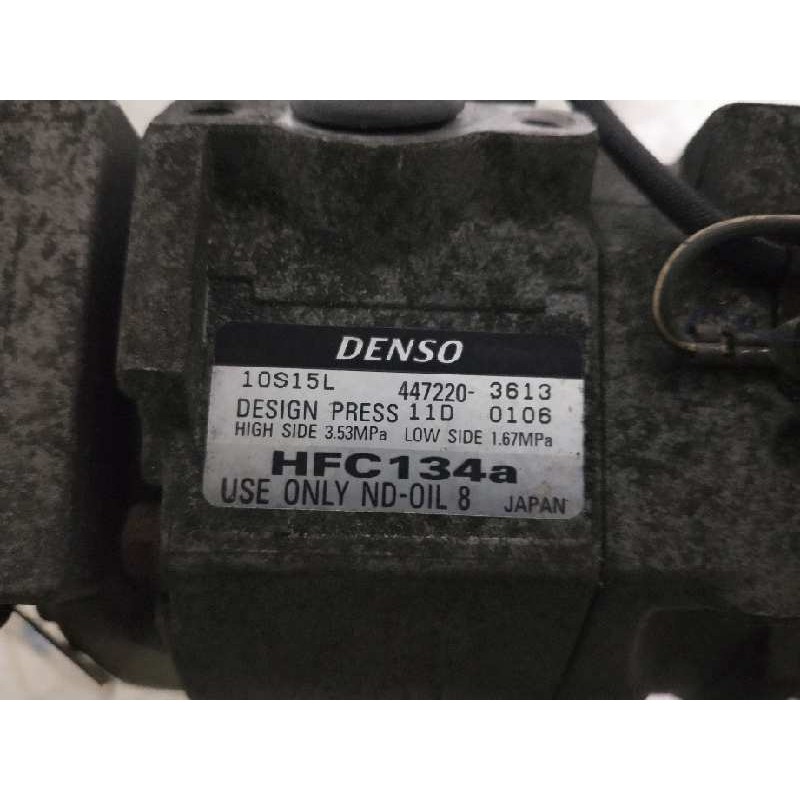 DENSO
10S15L 447220-3613
DESIGN PRESS 11D 0106
HIGH SIDE 3.53MPa LOW SIDE 1.67MPa
HFC134a
USE ONLY ND-OIL 8 JAPAN